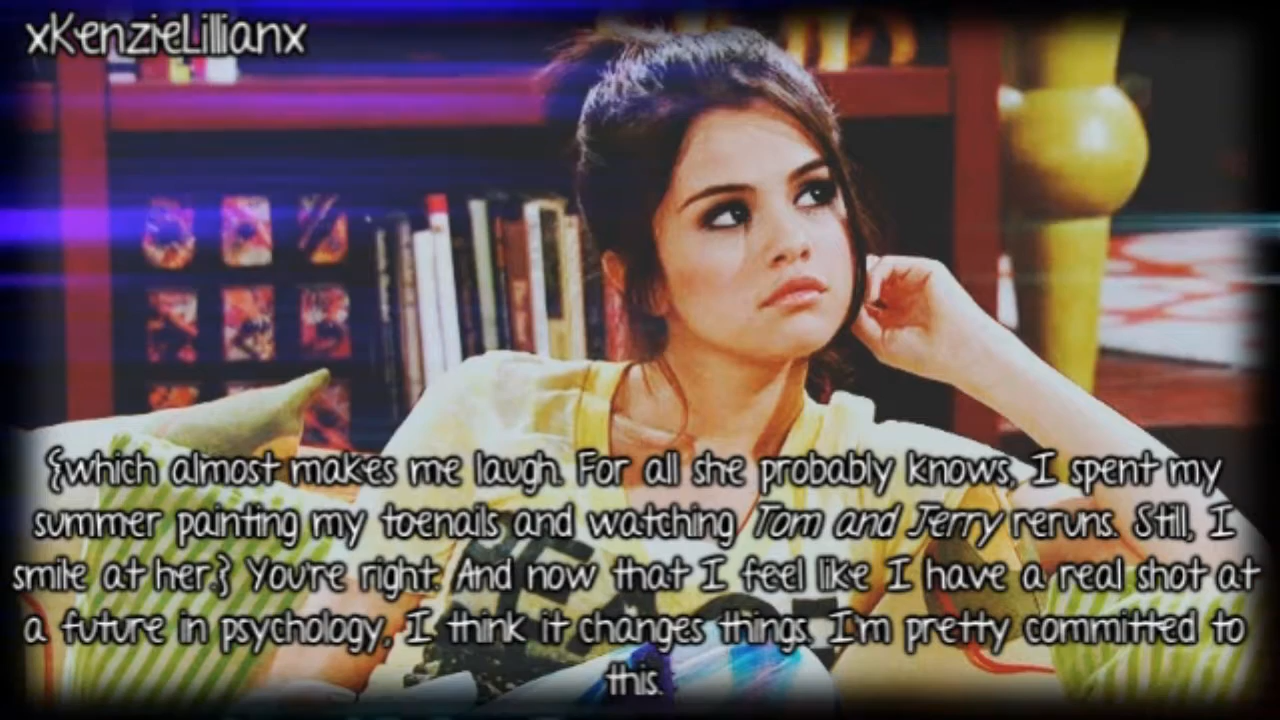 xKenzieLillianx
{which almost makes me laugh. For all she probably knows, I spent my
summer painting my toenails and watching Tom and Jerry reruns. Still, I
smile at her.} You're right. And now that I feel like I have a real shot at
a future in psychology, I think it changes things. I'm pretty committed to
this.